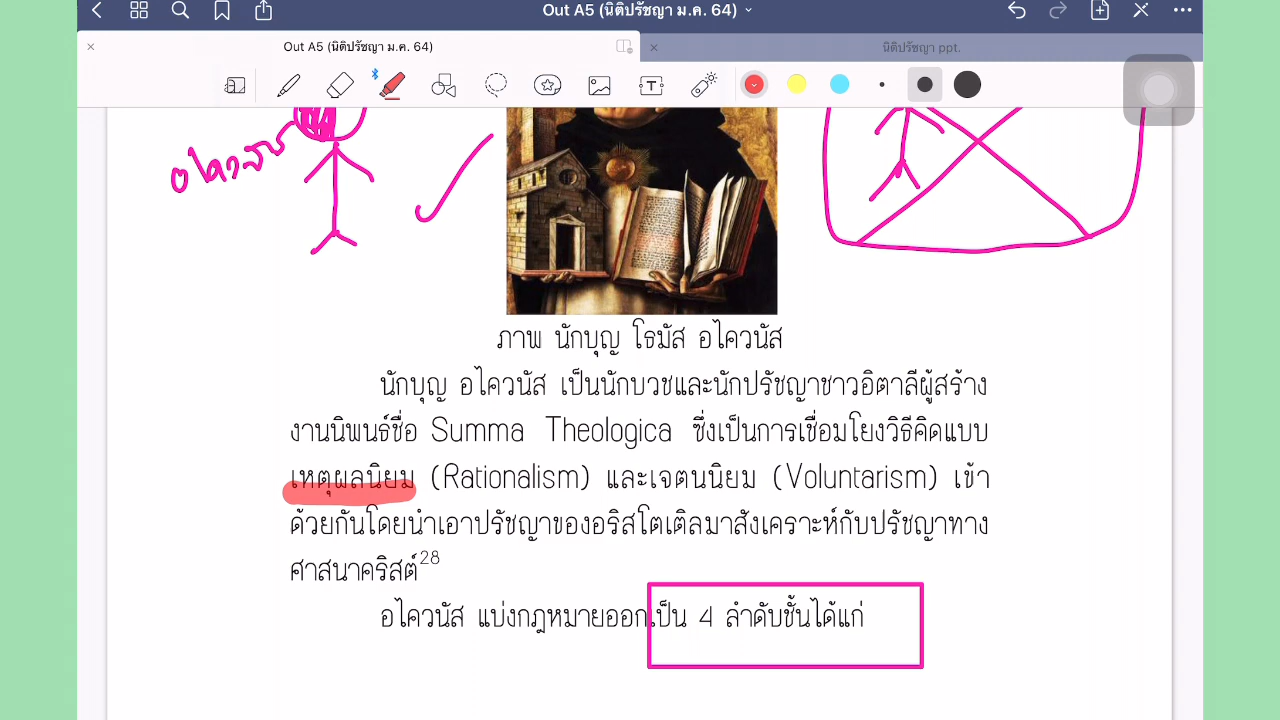 Out A5 (นิติปรัชญา ม.ค. 64)
Out A5 (นิติปรัชญา ม.ค. 64)
นิติปรัชญา ppt.
อไควนัส
ภาพ นักบุญ โธมัส อไควนัส
นักบุญ อไควนัส เป็นนักบวชและนักปรัชญาชาวอิตาลีผู้สร้าง
งานนิพนธ์ชื่อ Summa Theologica ซึ่งเป็นการเชื่อมโยงวิธีคิดแบบ
เหตุผลนิยม (Rationalism) และเจตนนิยม (Voluntarism) เข้า
ด้วยกันโดยนำเอาปรัชญาของอริสโตเติลมาสังเคราะห์กับปรัชญาทาง
ศาสนาคริสต์28
อไควนัส แบ่งกฎหมายออกเป็น 4 ลำดับชั้นได้แก่